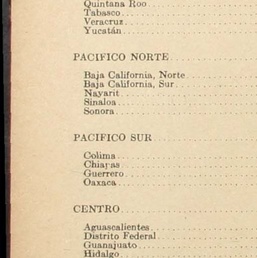 Quintana Roo
Tabasco
Veracruz
Yucatán
PACIFICO NORTE
Baja California, Norte
Baja California, Sur
Nayarit
Sinaloa
Sonora
PACIFICO SUR
Colima
Chiapas
Guerrero
Oaxaca
CENTRO
Aguascalientes
Distrito Federal
Guanajuato
Hidalgo